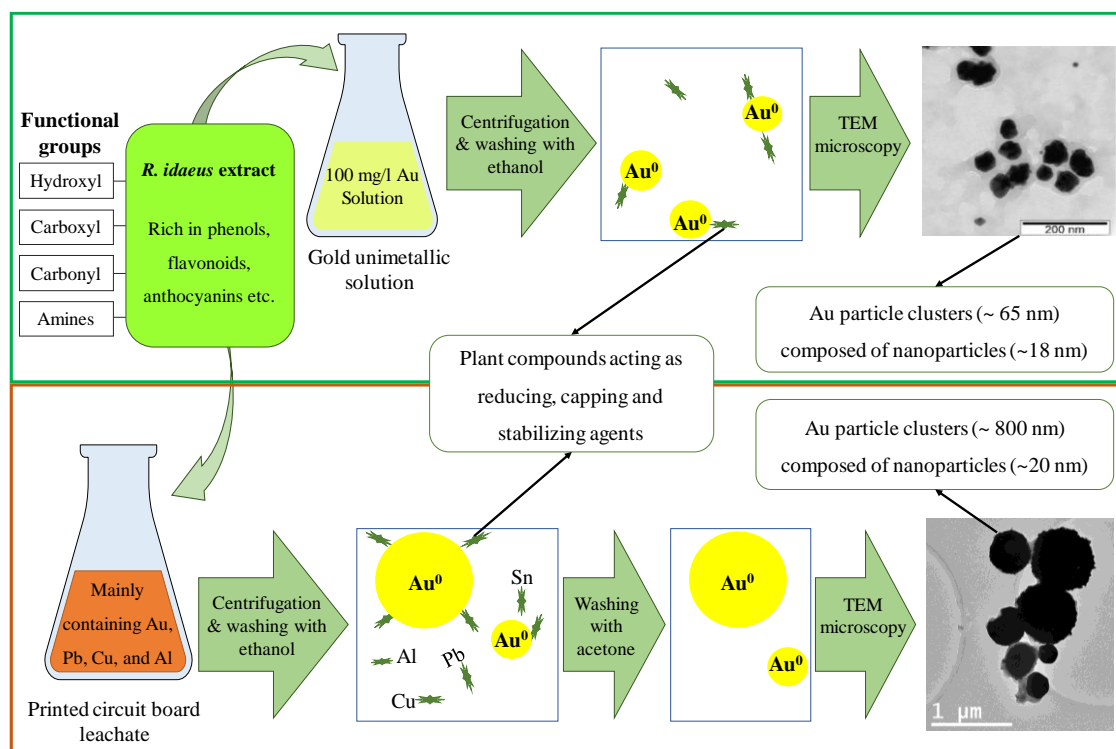 Functional
groups
Hydroxyl
Carboxyl
Carbonyl
Amines
R. idaeus extract
Rich in phenols,
flavonoids,
anthocyanins etc.
100 mg/l Au
Solution
Gold unimetallic
solution
Centrifugation
& washing with
ethanol
Au⁰
Au⁰
Au⁰
TEM
microscopy
200 nm
Au particle clusters (~ 65 nm)
composed of nanoparticles (~18 nm)
Plant compounds acting as
reducing, capping and
stabilizing agents
Au particle clusters (~ 800 nm)
composed of nanoparticles (~20 nm)
Mainly
containing Au,
Pb, Cu, and Al
Printed circuit board
leachate
Centrifugation
& washing with
ethanol
Au⁰
Sn
Au⁰
Al
Pb
Cu
Washing
with
acetone
Au⁰
Au⁰
TEM
microscopy
1 µm